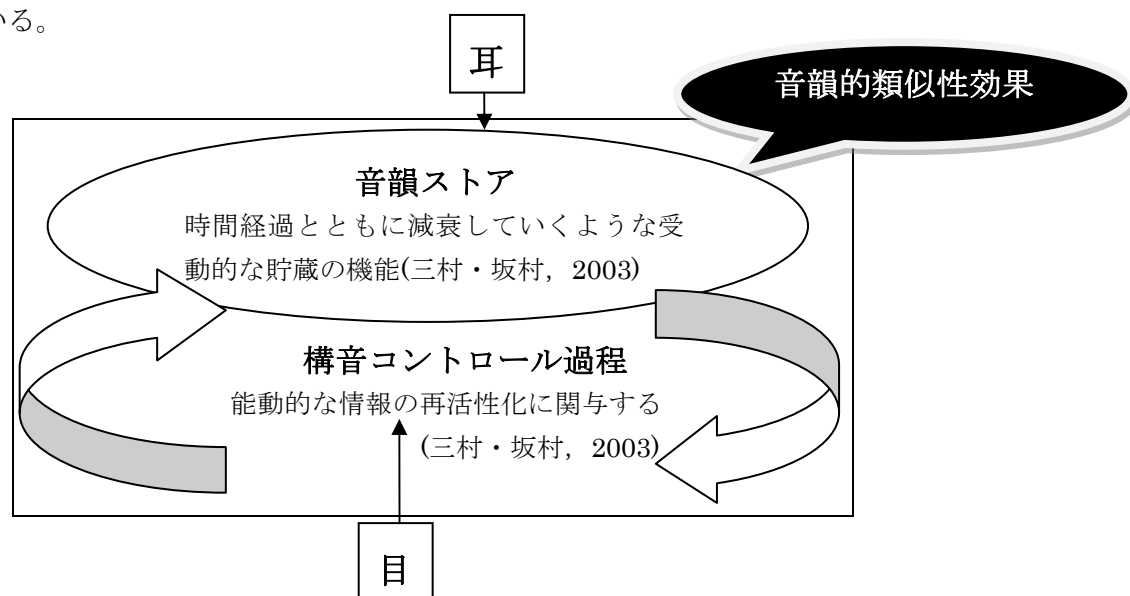 いる。
耳
音韻的類似性効果
音韻ストア
時間経過とともに減衰していくような受
動的な貯蔵の機能(三村・坂村，2003)
構音コントロール過程
能動的な情報の再活性化に関与する
(三村・坂村，2003)
目